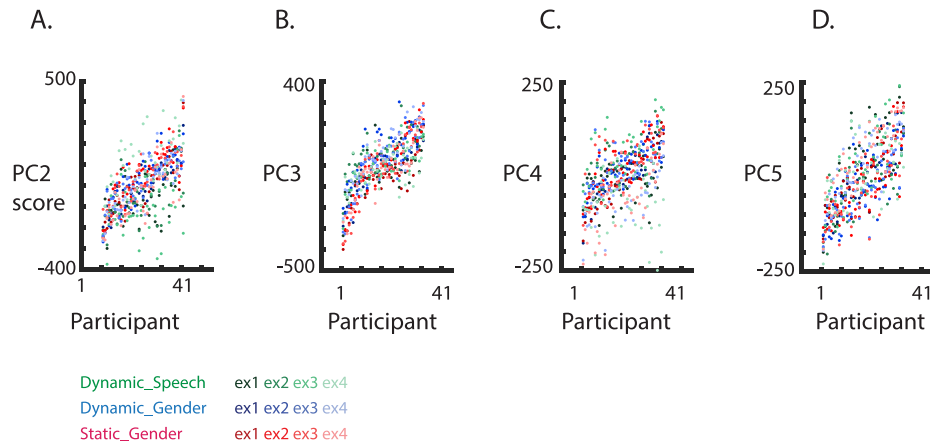 A. B. C. D.
500 400 250 250
PC2 score PC3 PC4 PC5
-400 -500 -250 -250
1 41 1 41 1 41 1 41
Participant Participant Participant Participant
Dynamic_Speech ex1 ex2 ex3 ex4
Dynamic_Gender ex1 ex2 ex3 ex4
Static_Gender ex1 ex2 ex3 ex4